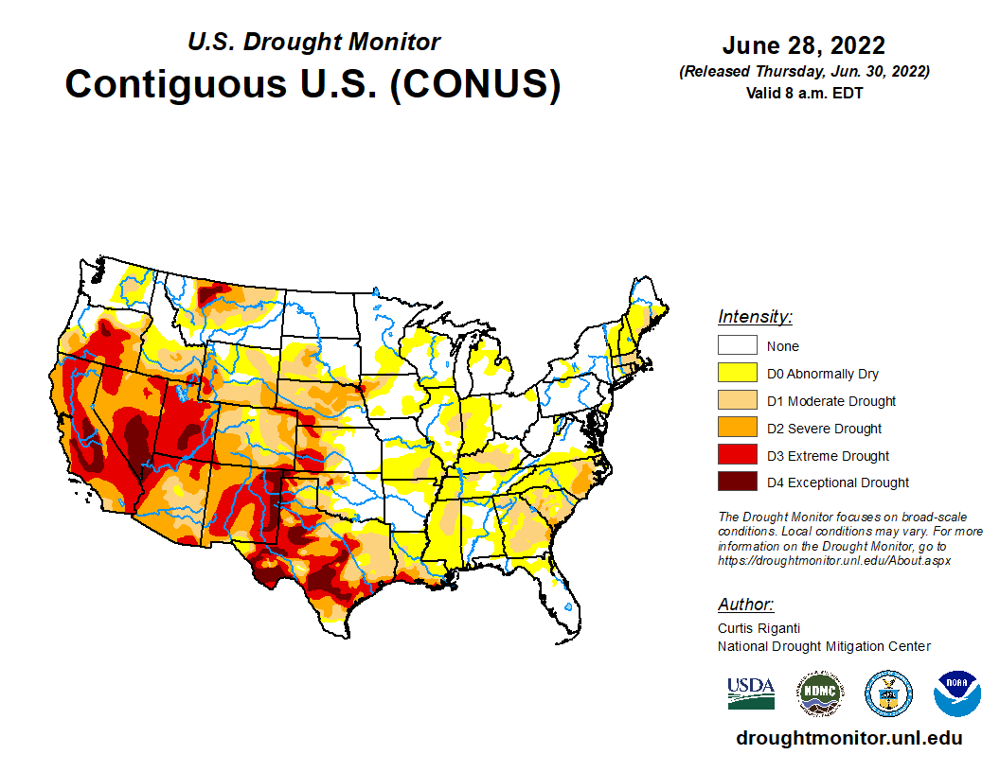 U.S. Drought Monitor
Contiguous U.S. (CONUS)
June 28, 2022
(Released Thursday, Jun. 30, 2022)
Valid 8 a.m. EDT
Intensity:
None
D0 Abnormally Dry
D1 Moderate Drought
D2 Severe Drought
D3 Extreme Drought
D4 Exceptional Drought
The Drought Monitor focuses on broad-scale
conditions. Local conditions may vary. For more
information on the Drought Monitor, go to
https://droughtmonitor.unl.edu/About.aspx
Author:
Curtis Riganti
National Drought Mitigation Center
USDA
NDMC
NOAA
droughtmonitor.unl.edu